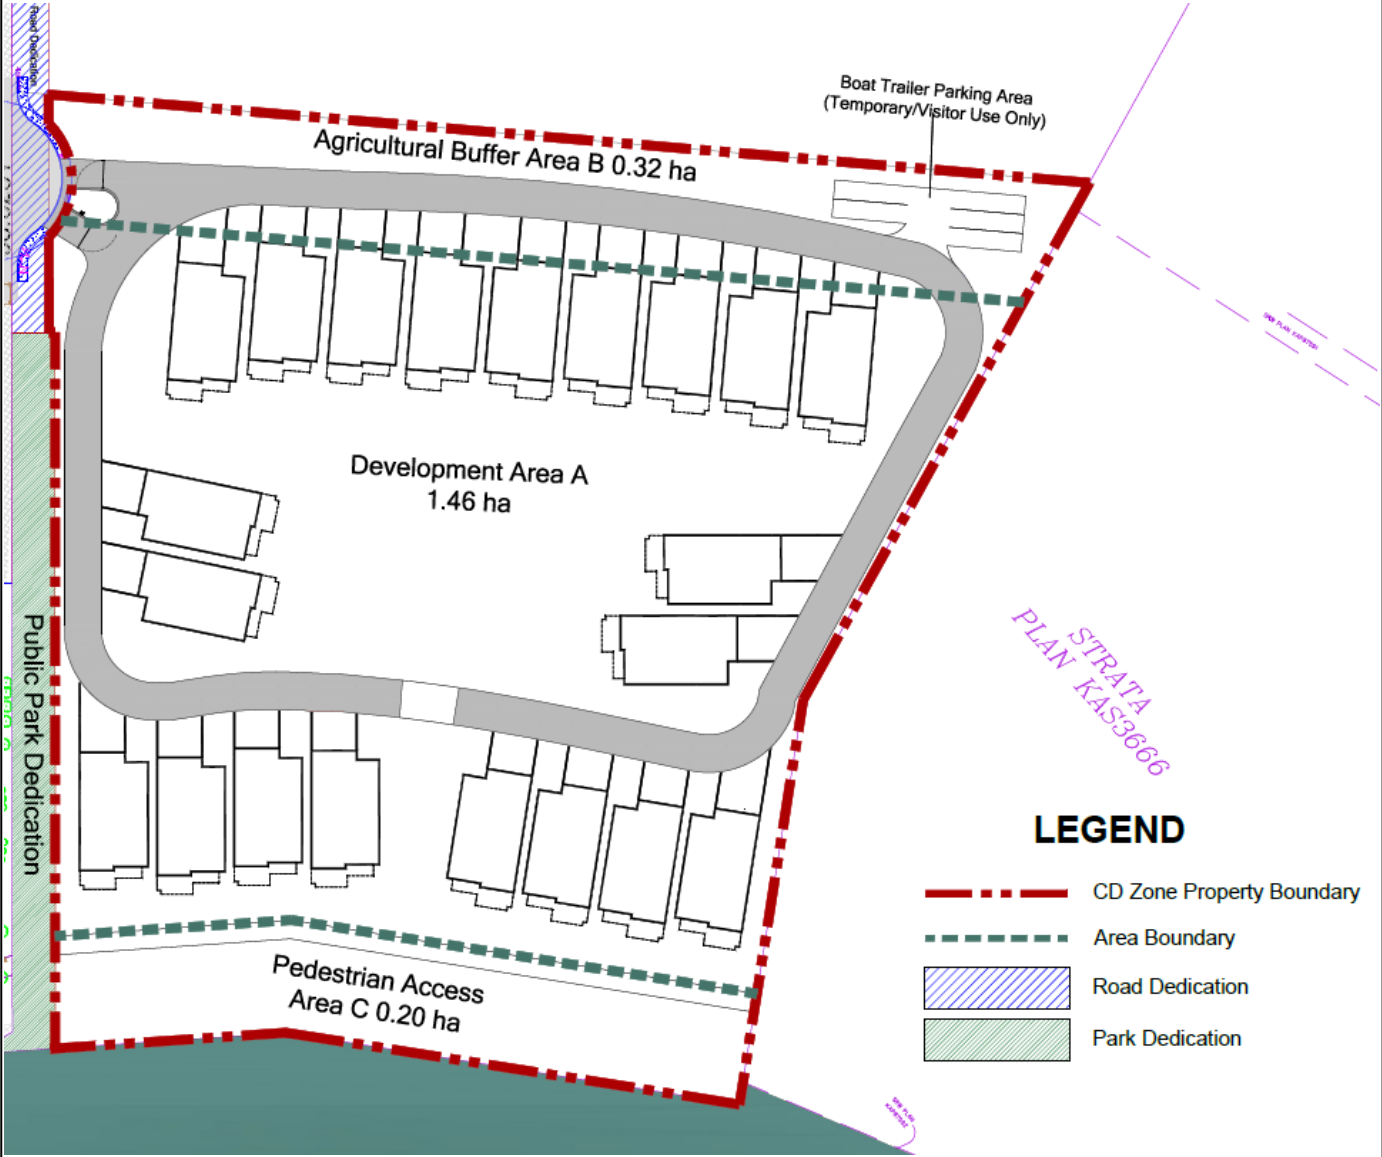 Road Dedication
Boat Trailer Parking Area
(Temporary/Visitor Use Only)
Agricultural Buffer Area B 0.32 ha
Development Area A
1.46 ha
Public Park Dedication
STRATA
PLAN KAS3666
Pedestrian Access
Area C 0.20 ha
LEGEND
CD Zone Property Boundary
Area Boundary
Road Dedication
Park Dedication